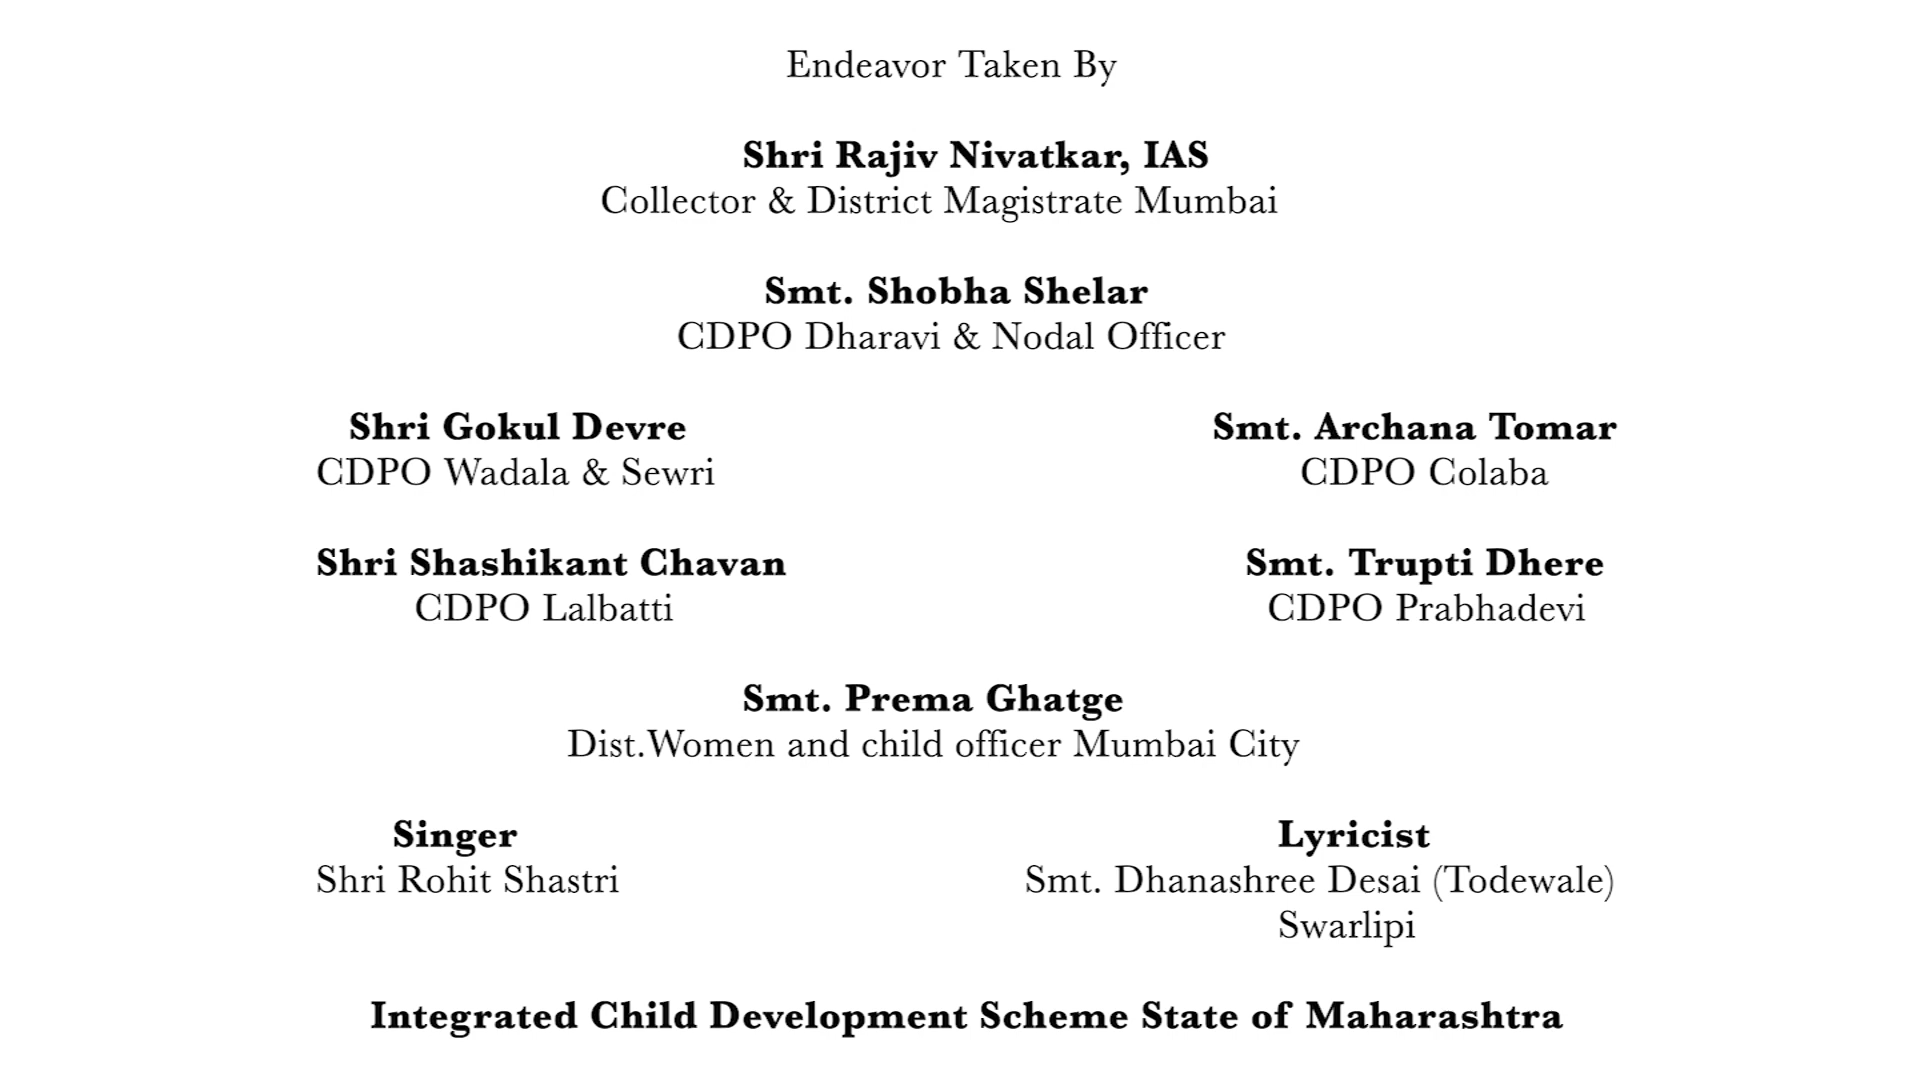 Endeavor Taken By
Shri Rajiv Nivatkar, IAS
Collector & District Magistrate Mumbai
Smt. Shobha Shelar
CDPO Dharavi & Nodal Officer
Shri Gokul Devre
CDPO Wadala & Sewri
Smt. Archana Tomar
CDPO Colaba
Shri Shashikant Chavan
CDPO Lalbatti
Smt. Trupti Dhere
CDPO Prabhadevi
Smt. Prema Ghatge
Dist.Women and child officer Mumbai City
Singer
Shri Rohit Shastri
Lyricist
Smt. Dhanashree Desai (Todewale)
Swarlipi
Integrated Child Development Scheme State of Maharashtra